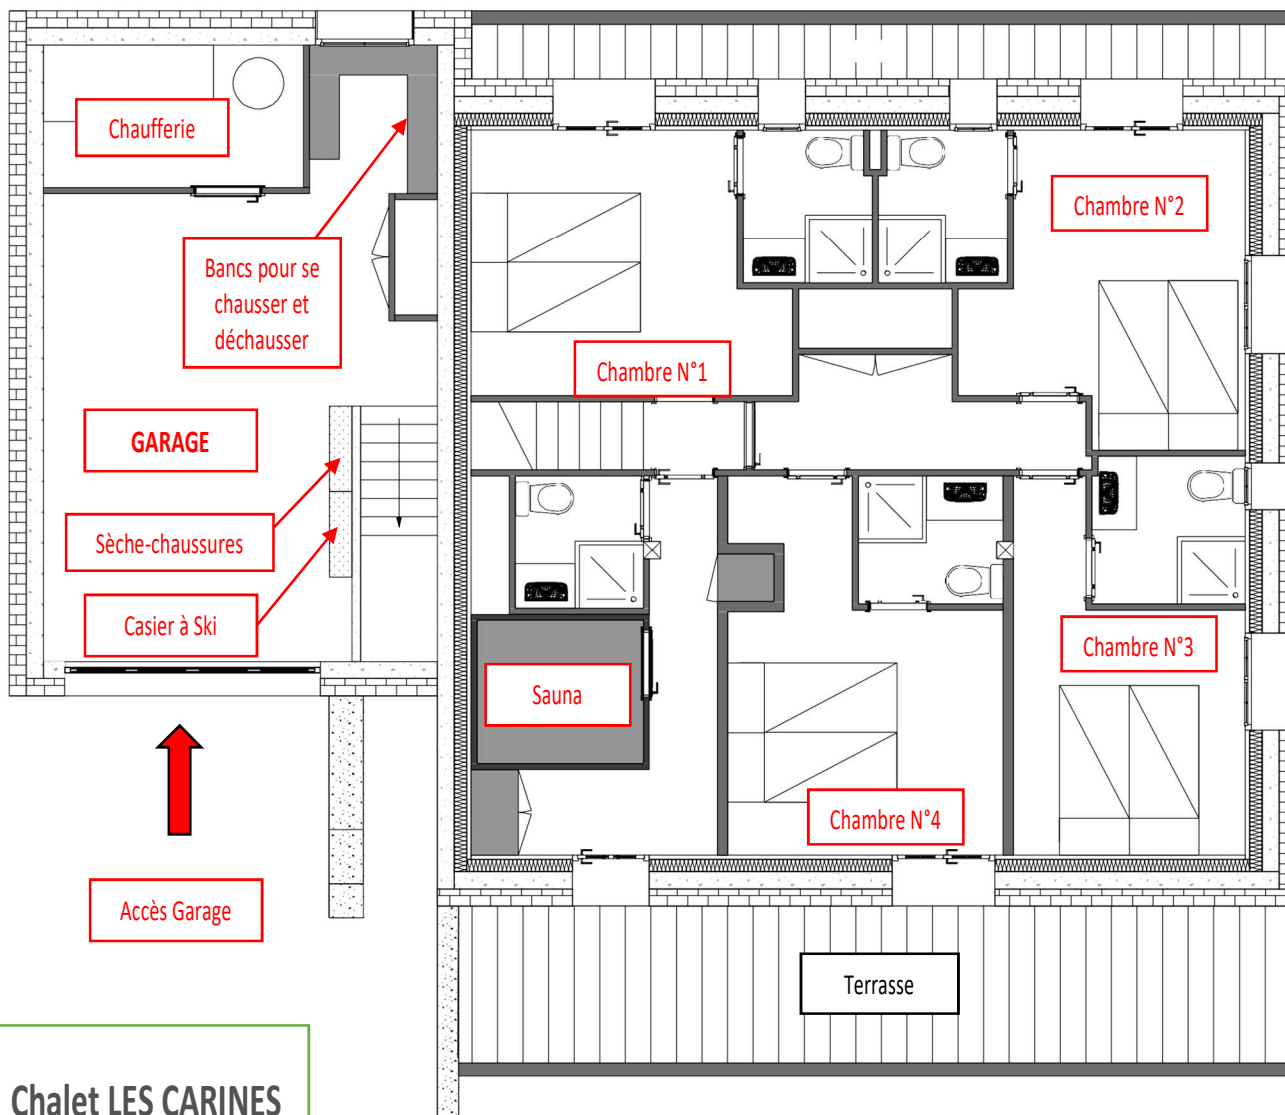 Chaufferie
Chambre N°2
Bancs pour se
chausser et
déchausser
Chambre N°1
GARAGE
Sèche-chaussures
Casier à Ski
Chambre N°3
Sauna
Chambre N°4
Accès Garage
Terrasse
Chalet LES CARINES